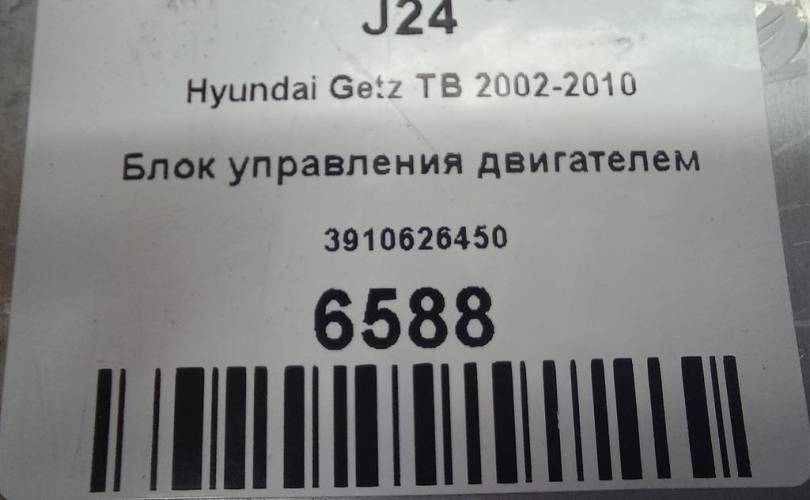 J24
Hyundai Getz TB 2002-2010
Блок управления двигателем
3910626450
6588